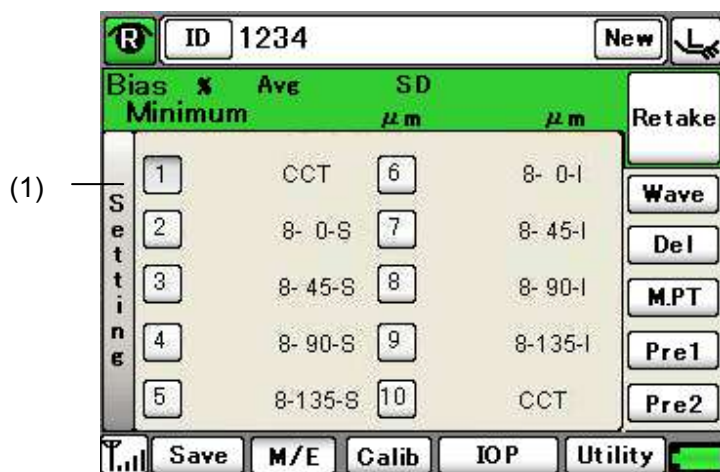 R ID 1234 New L
Bias % Avg SD
Minimum μm μm
Retake
(1)
Setting
1 CCT 6 8- 0-I
2 8- 0-S 7 8- 45-I
3 8- 45-S 8 8- 90-I
4 8- 90-S 9 8-135-I
5 8-135-S 10 CCT
Wave
Del
M.PT
Pre1
Pre2
Save M/E Calib IOP Utility